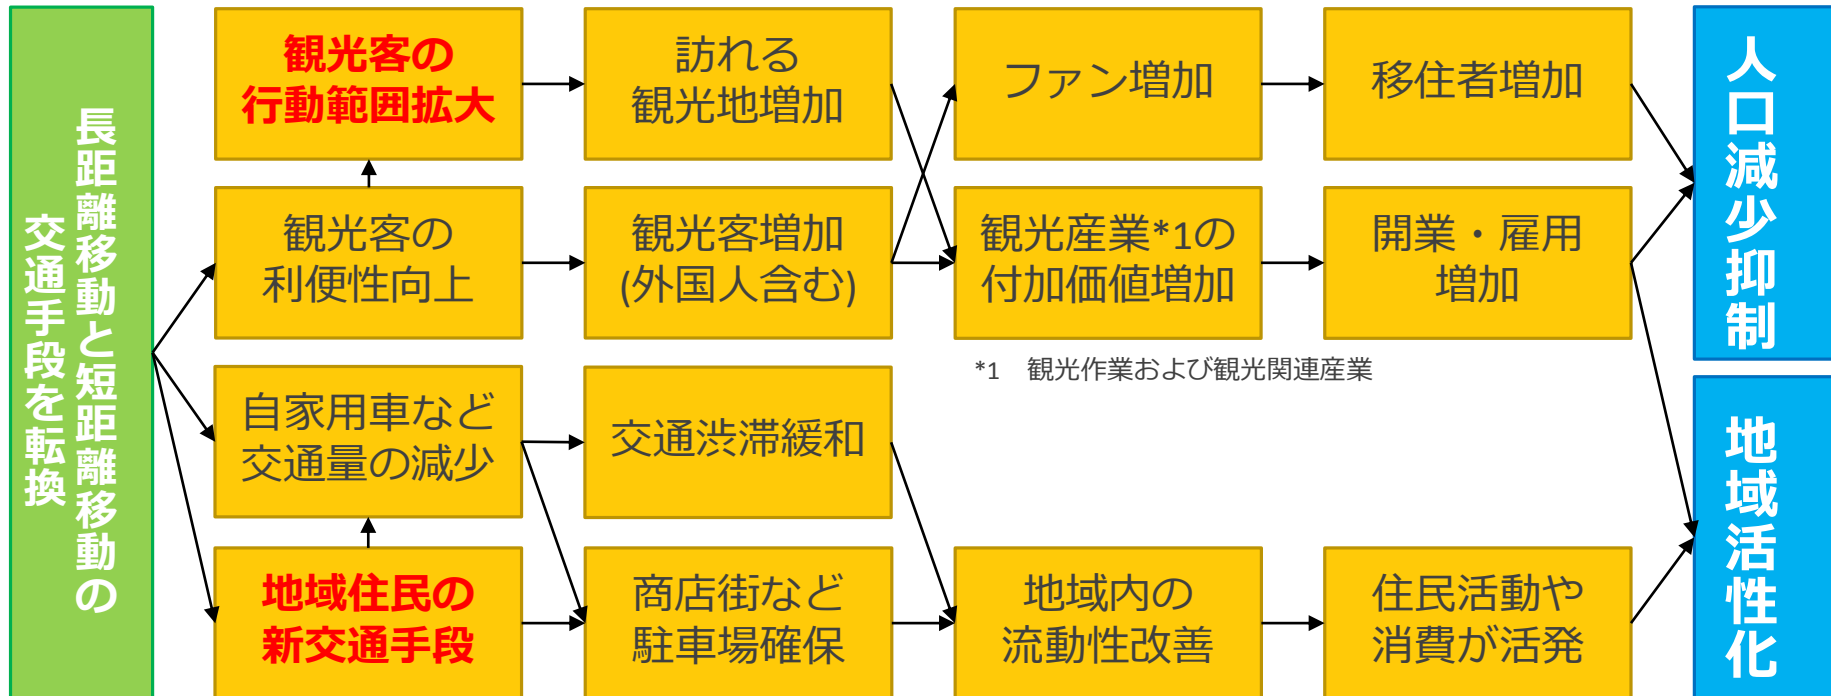 長距離移動と短距離移動の
交通手段を転換
観光客の
行動範囲拡大
訪れる
観光地増加
ファン増加
移住者増加
観光客の
利便性向上
観光客増加
(外国人含む)
観光産業*1の
付加価値増加
開業・雇用
増加
*1　観光作業および観光関連産業
自家用車など
交通量の減少
交通渋滞緩和
地域住民の
新交通手段
商店街など
駐車場確保
地域内の
流動性改善
住民活動や
消費が活発
人口減少抑制
地域活性化